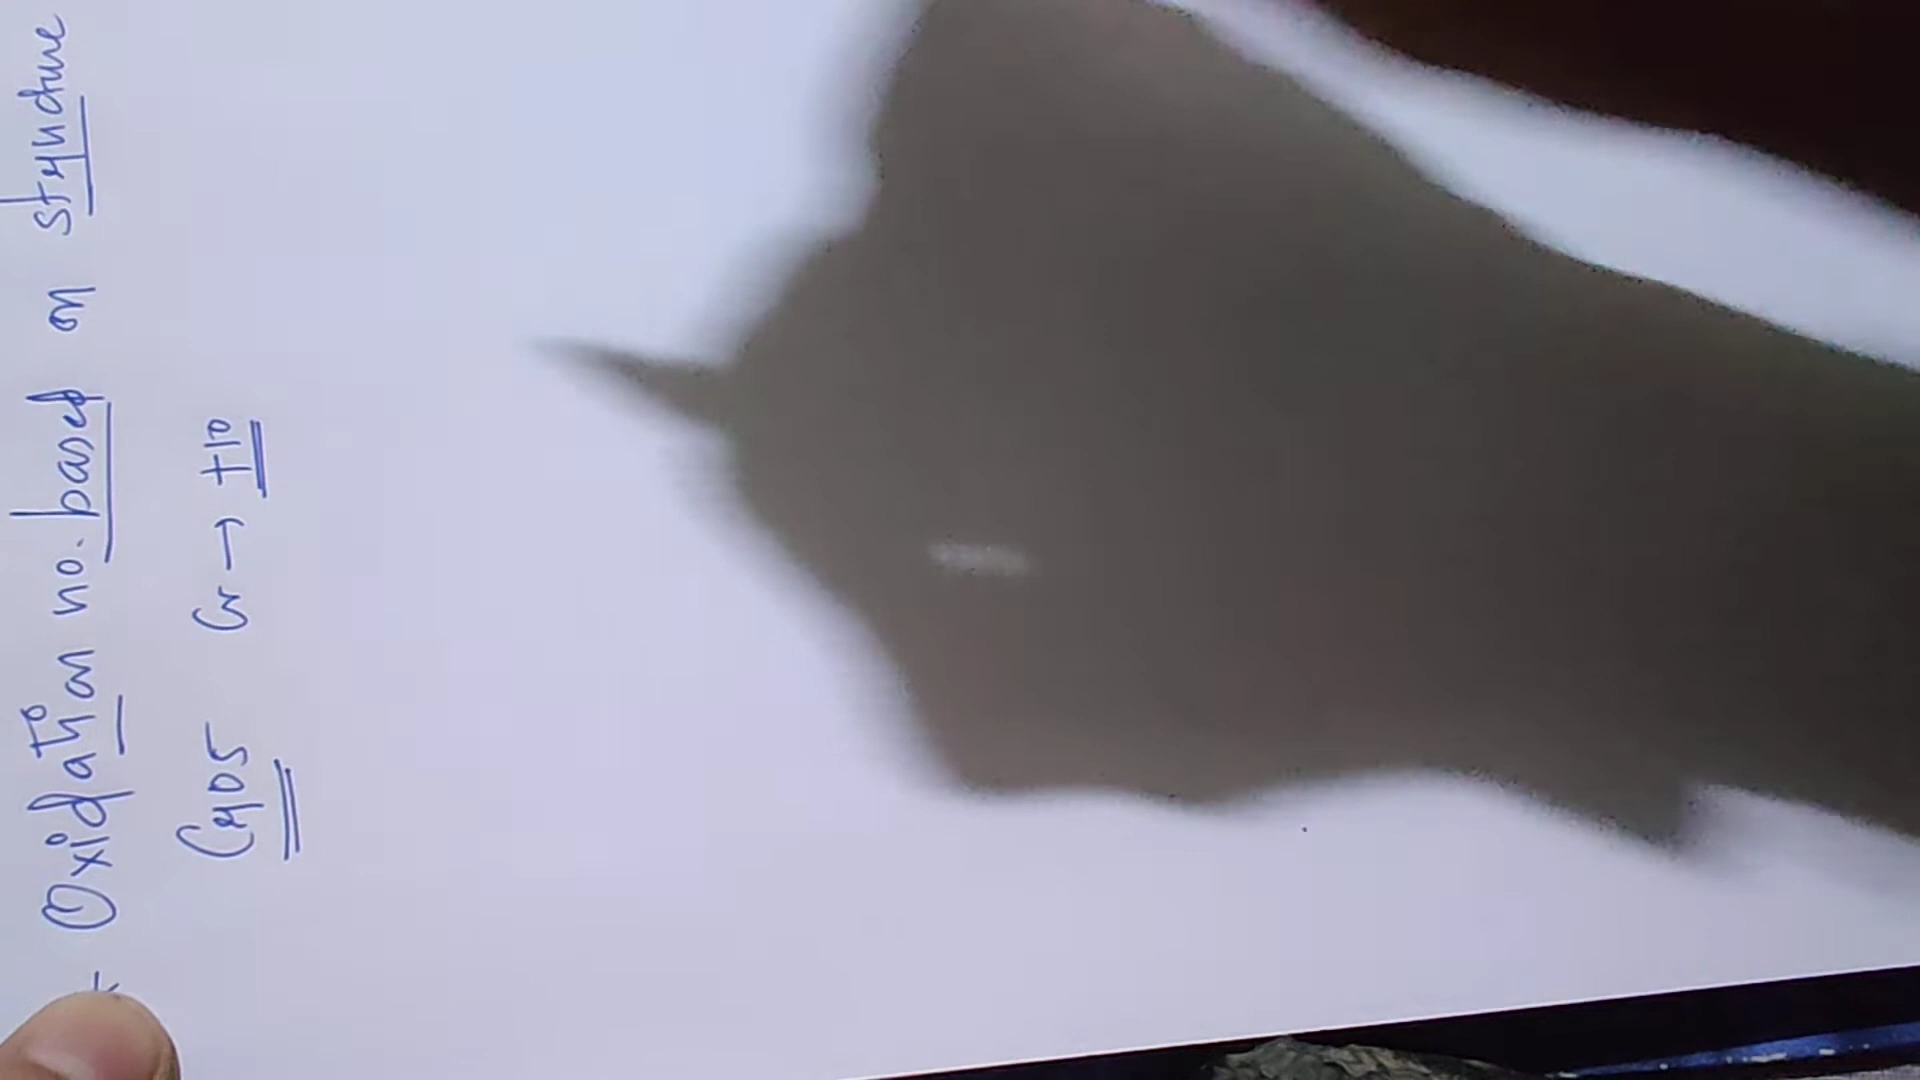 Oxidation no. based on structure
CrO5 Cr → +10